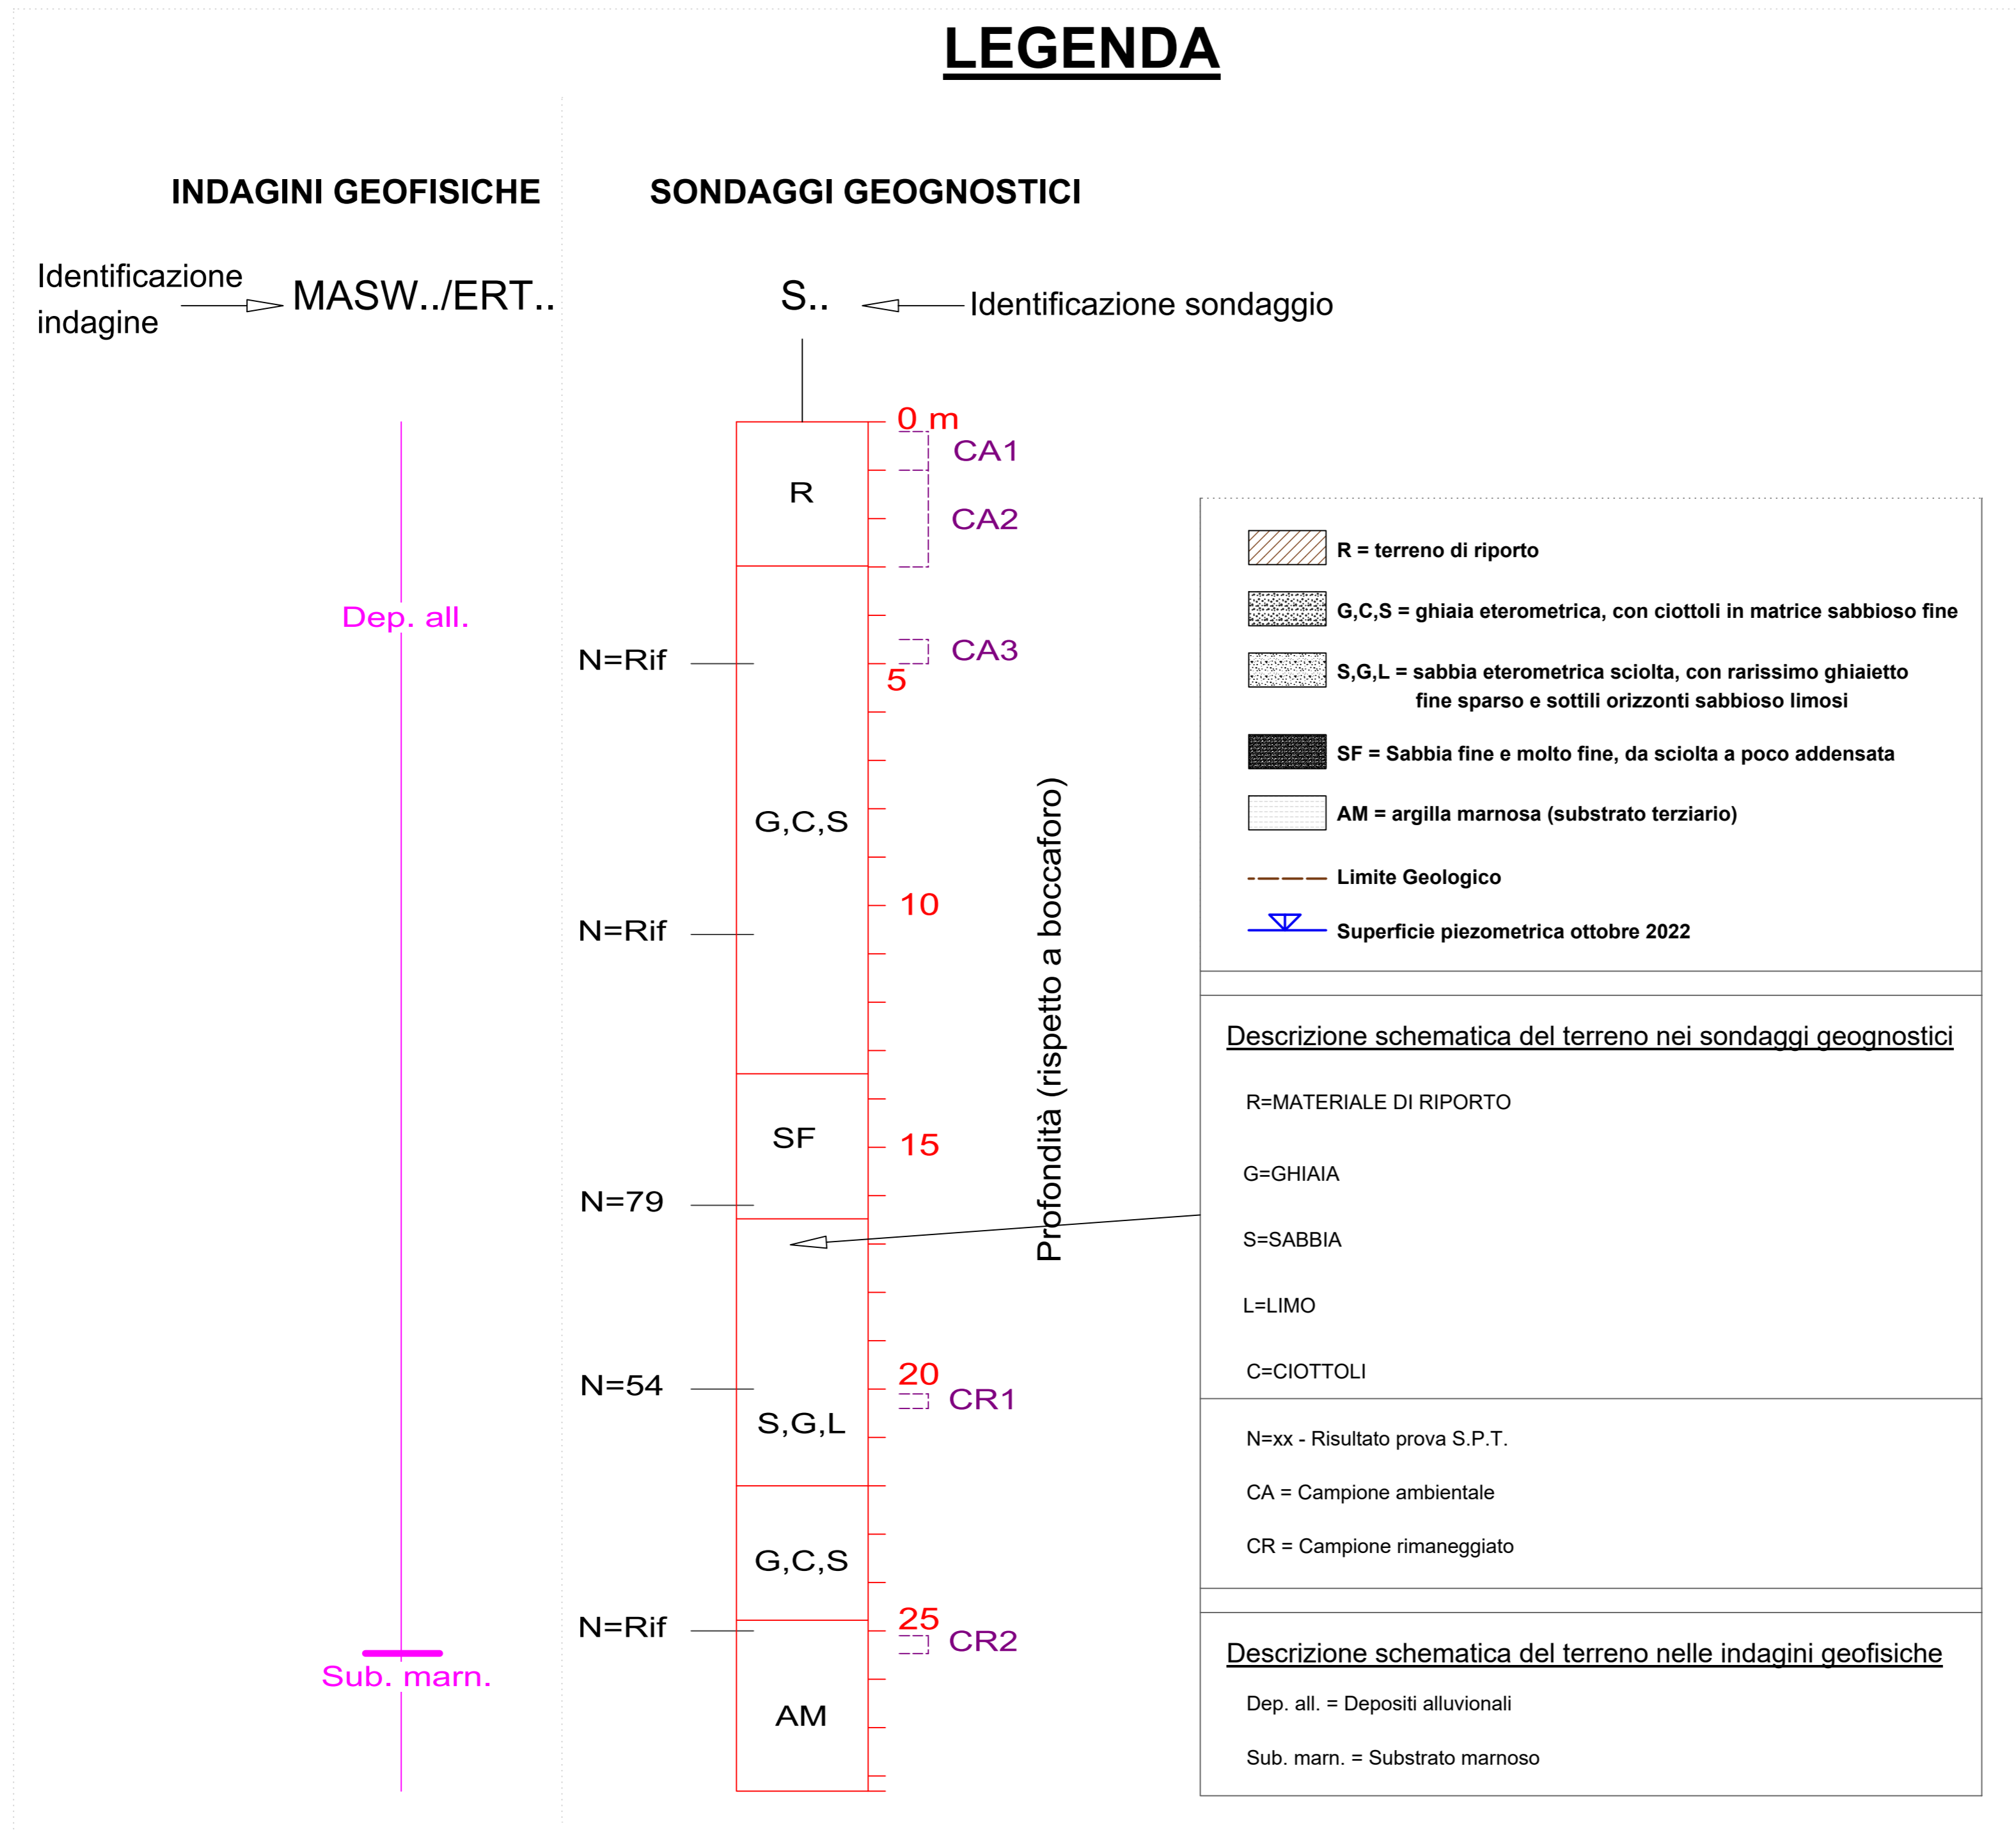 LEGENDA
INDAGINI GEOFISICHE
SONDAGGI GEOGNOSTICI
Identificazione
indagine
MASW../ERT..
S..
Identificazione sondaggio
0 m
CA1
R
CA2
Dep. all.
N=Rif
CA3
5
G,C,S
10
N=Rif
Profondità (rispetto a boccaforo)
SF
15
N=79
20
N=54
CR1
S,G,L
G,C,S
25
N=Rif
CR2
Sub. marn.
AM
R = terreno di riporto
G,C,S = ghiaia eterometrica, con ciottoli in matrice sabbioso fine
S,G,L = sabbia eterometrica sciolta, con rarissimo ghiaietto
fine sparso e sottili orizzonti sabbioso limosi
SF = Sabbia fine e molto fine, da sciolta a poco addensata
AM = argilla marnosa (substrato terziario)
Limite Geologico
Superficie piezometrica ottobre 2022
Descrizione schematica del terreno nei sondaggi geognostici
R=MATERIALE DI RIPORTO
G=GHIAIA
S=SABBIA
L=LIMO
C=CIOTTOLI
N=xx - Risultato prova S.P.T.
CA = Campione ambientale
CR = Campione rimaneggiato
Descrizione schematica del terreno nelle indagini geofisiche
Dep. all. = Depositi alluvionali
Sub. marn. = Substrato marnoso